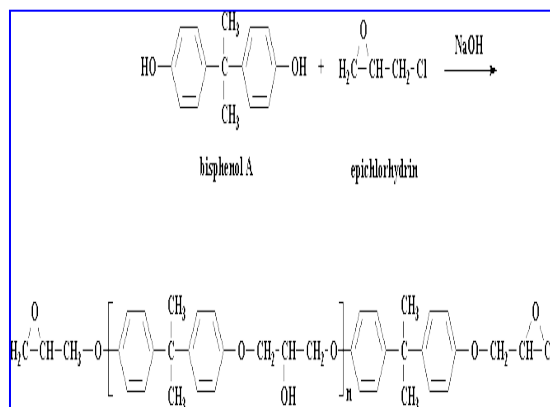 CH₃
O
NaOH
HO C OH + H₂C–CH–CH₂–Cl
CH₃
bisphenol A epichlorhydrin
O CH₃ CH₃ O
H₂C–CH–CH₂–O C O–CH₂–CH–CH₂–O C O–CH₂–CH–C
CH₃ OH n CH₃